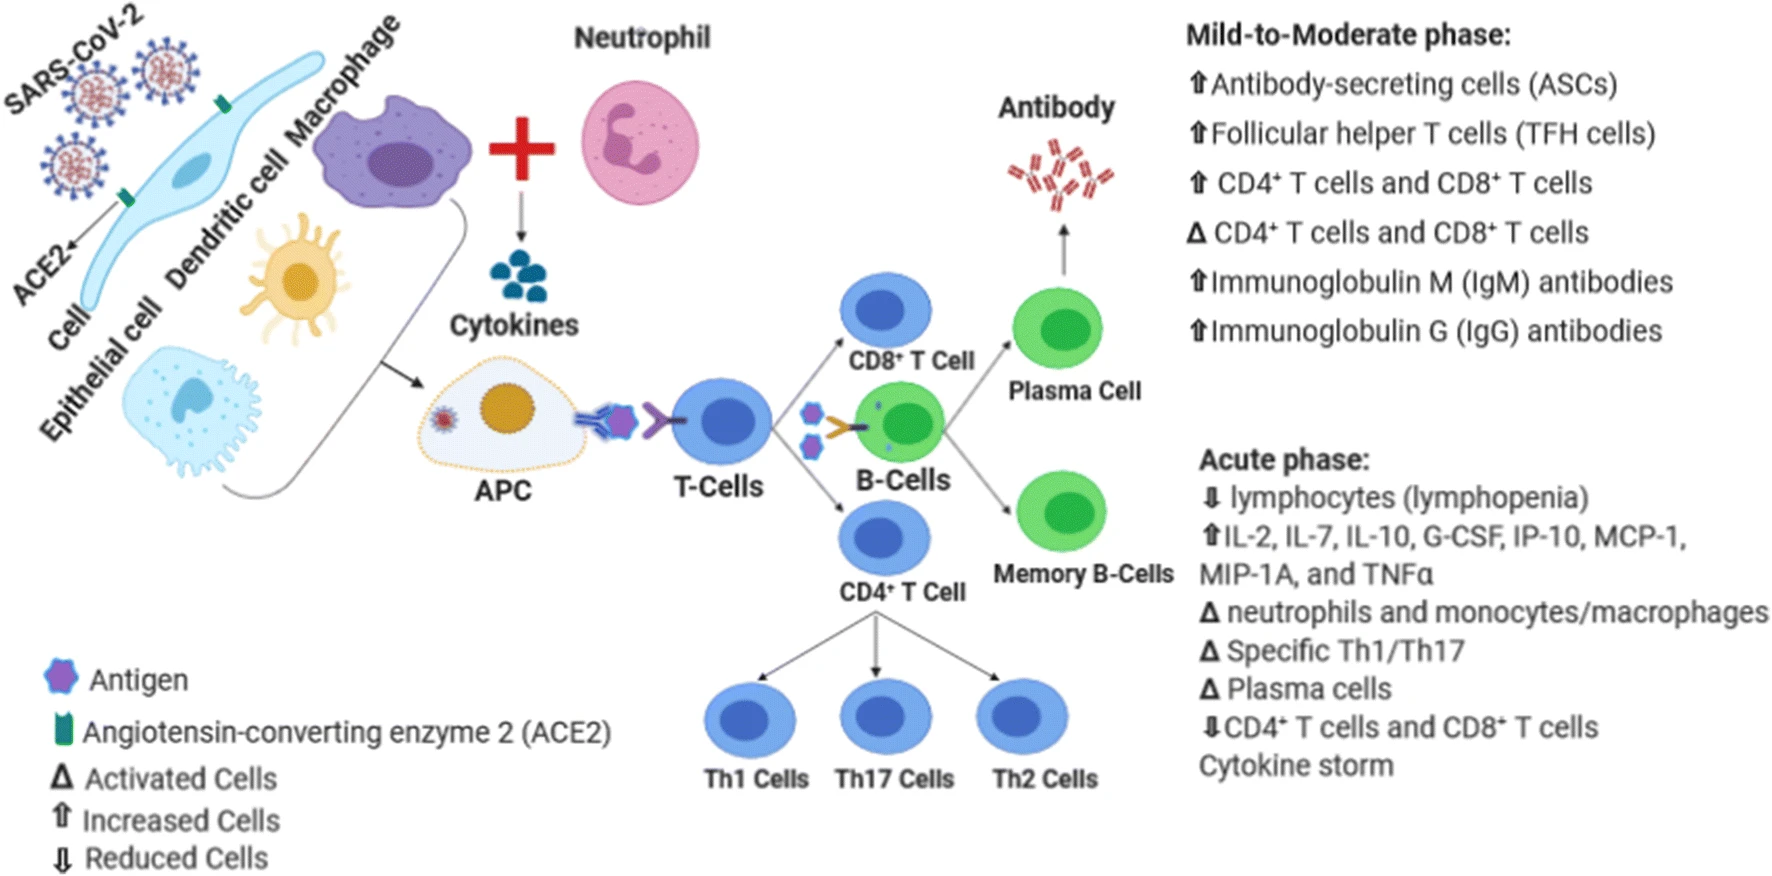 SARS-CoV-2
ACE2
Cell
Macrophage
Dendritic cell
Epithelial cell
Neutrophil
Cytokines
APC
T-Cells
CD8⁺ T Cell
B-Cells
CD4⁺ T Cell
Antibody
Plasma Cell
Memory B-Cells
Th1 Cells
Th17 Cells
Th2 Cells
Mild-to-Moderate phase:
⇧Antibody-secreting cells (ASCs)
⇧Follicular helper T cells (TFH cells)
⇧ CD4⁺ T cells and CD8⁺ T cells
Δ CD4⁺ T cells and CD8⁺ T cells
⇧Immunoglobulin M (IgM) antibodies
⇧Immunoglobulin G (IgG) antibodies
Acute phase:
⇩ lymphocytes (lymphopenia)
⇧IL-2, IL-7, IL-10, G-CSF, IP-10, MCP-1,
MIP-1A, and TNFα
Δ neutrophils and monocytes/macrophages
Δ Specific Th1/Th17
Δ Plasma cells
⇩CD4⁺ T cells and CD8⁺ T cells
Cytokine storm
Antigen
Angiotensin-converting enzyme 2 (ACE2)
Δ Activated Cells
⇧ Increased Cells
⇩ Reduced Cells